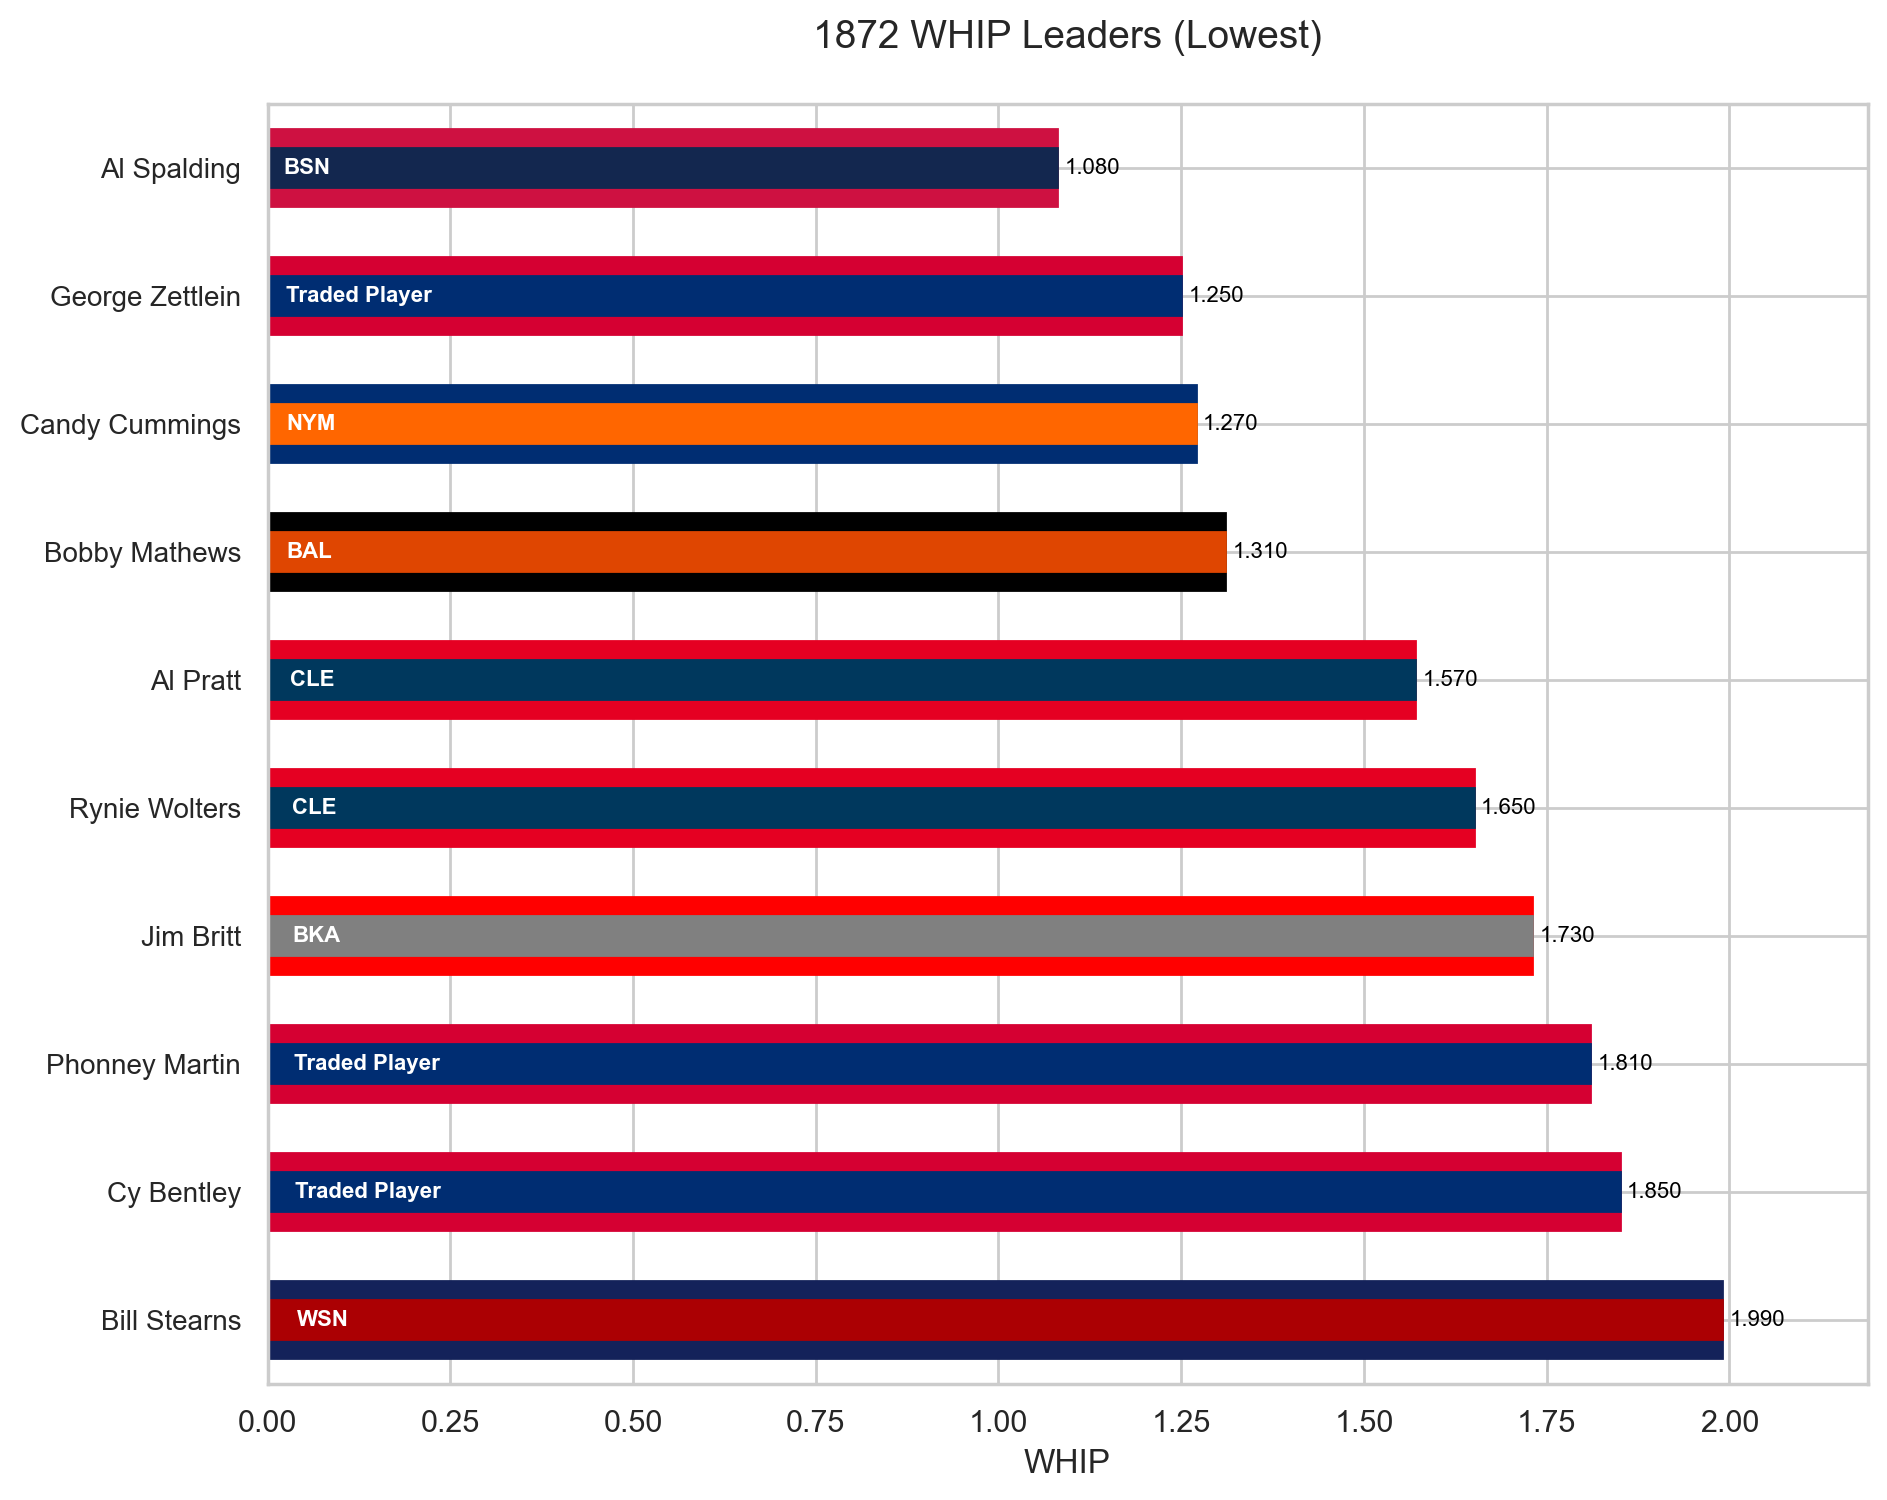 1872 WHIP Leaders (Lowest)
Al Spalding BSN 1.080
George Zettlein Traded Player 1.250
Candy Cummings NYM 1.270
Bobby Mathews BAL 1.310
Al Pratt CLE 1.570
Rynie Wolters CLE 1.650
Jim Britt BKA 1.730
Phonney Martin Traded Player 1.810
Cy Bentley Traded Player 1.850
Bill Stearns WSN 1.990
0.00 0.25 0.50 0.75 1.00 1.25 1.50 1.75 2.00
WHIP